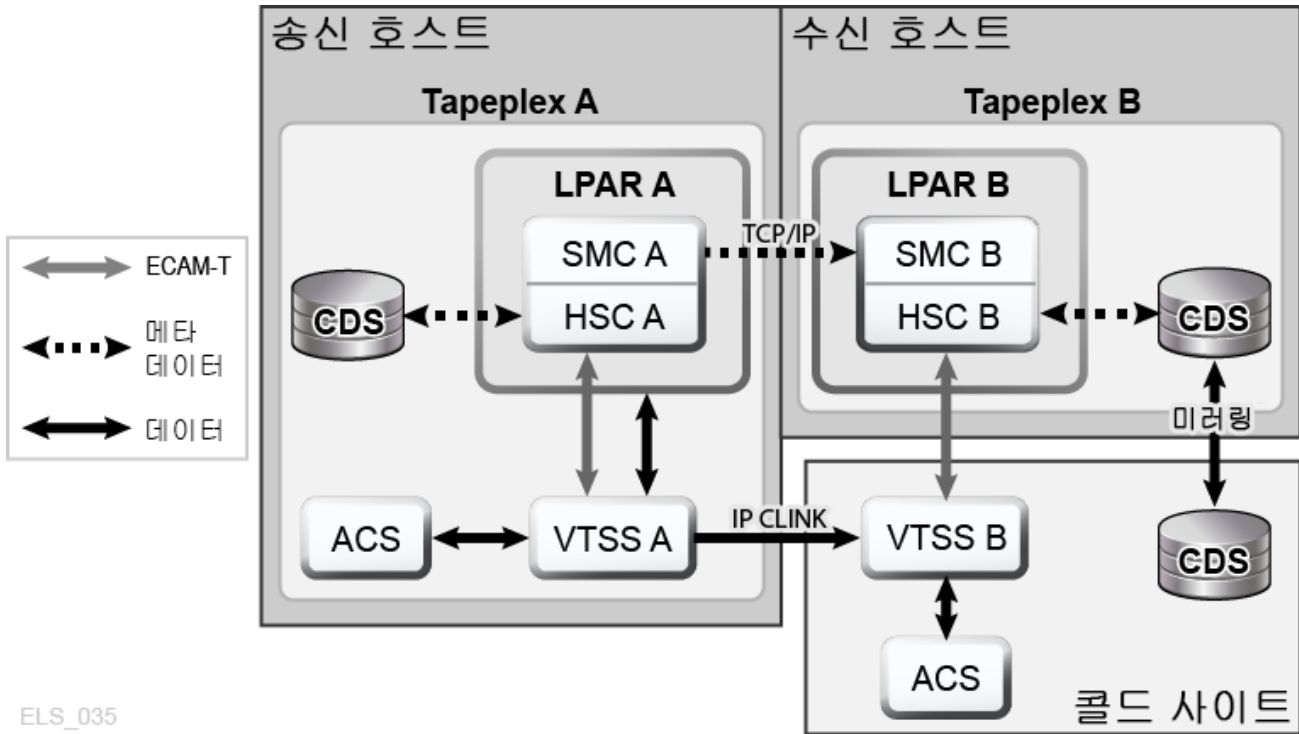 송신 호스트
수신 호스트
Tapeplex A
Tapeplex B
LPAR A
LPAR B
TCP/IP
SMC A
SMC B
HSC A
HSC B
CDS
CDS
ECAM-T
메타
데이터
데이터
미러링
ACS
VTSS A
IP CLINK
VTSS B
CDS
ACS
콜드 사이트
ELS_035